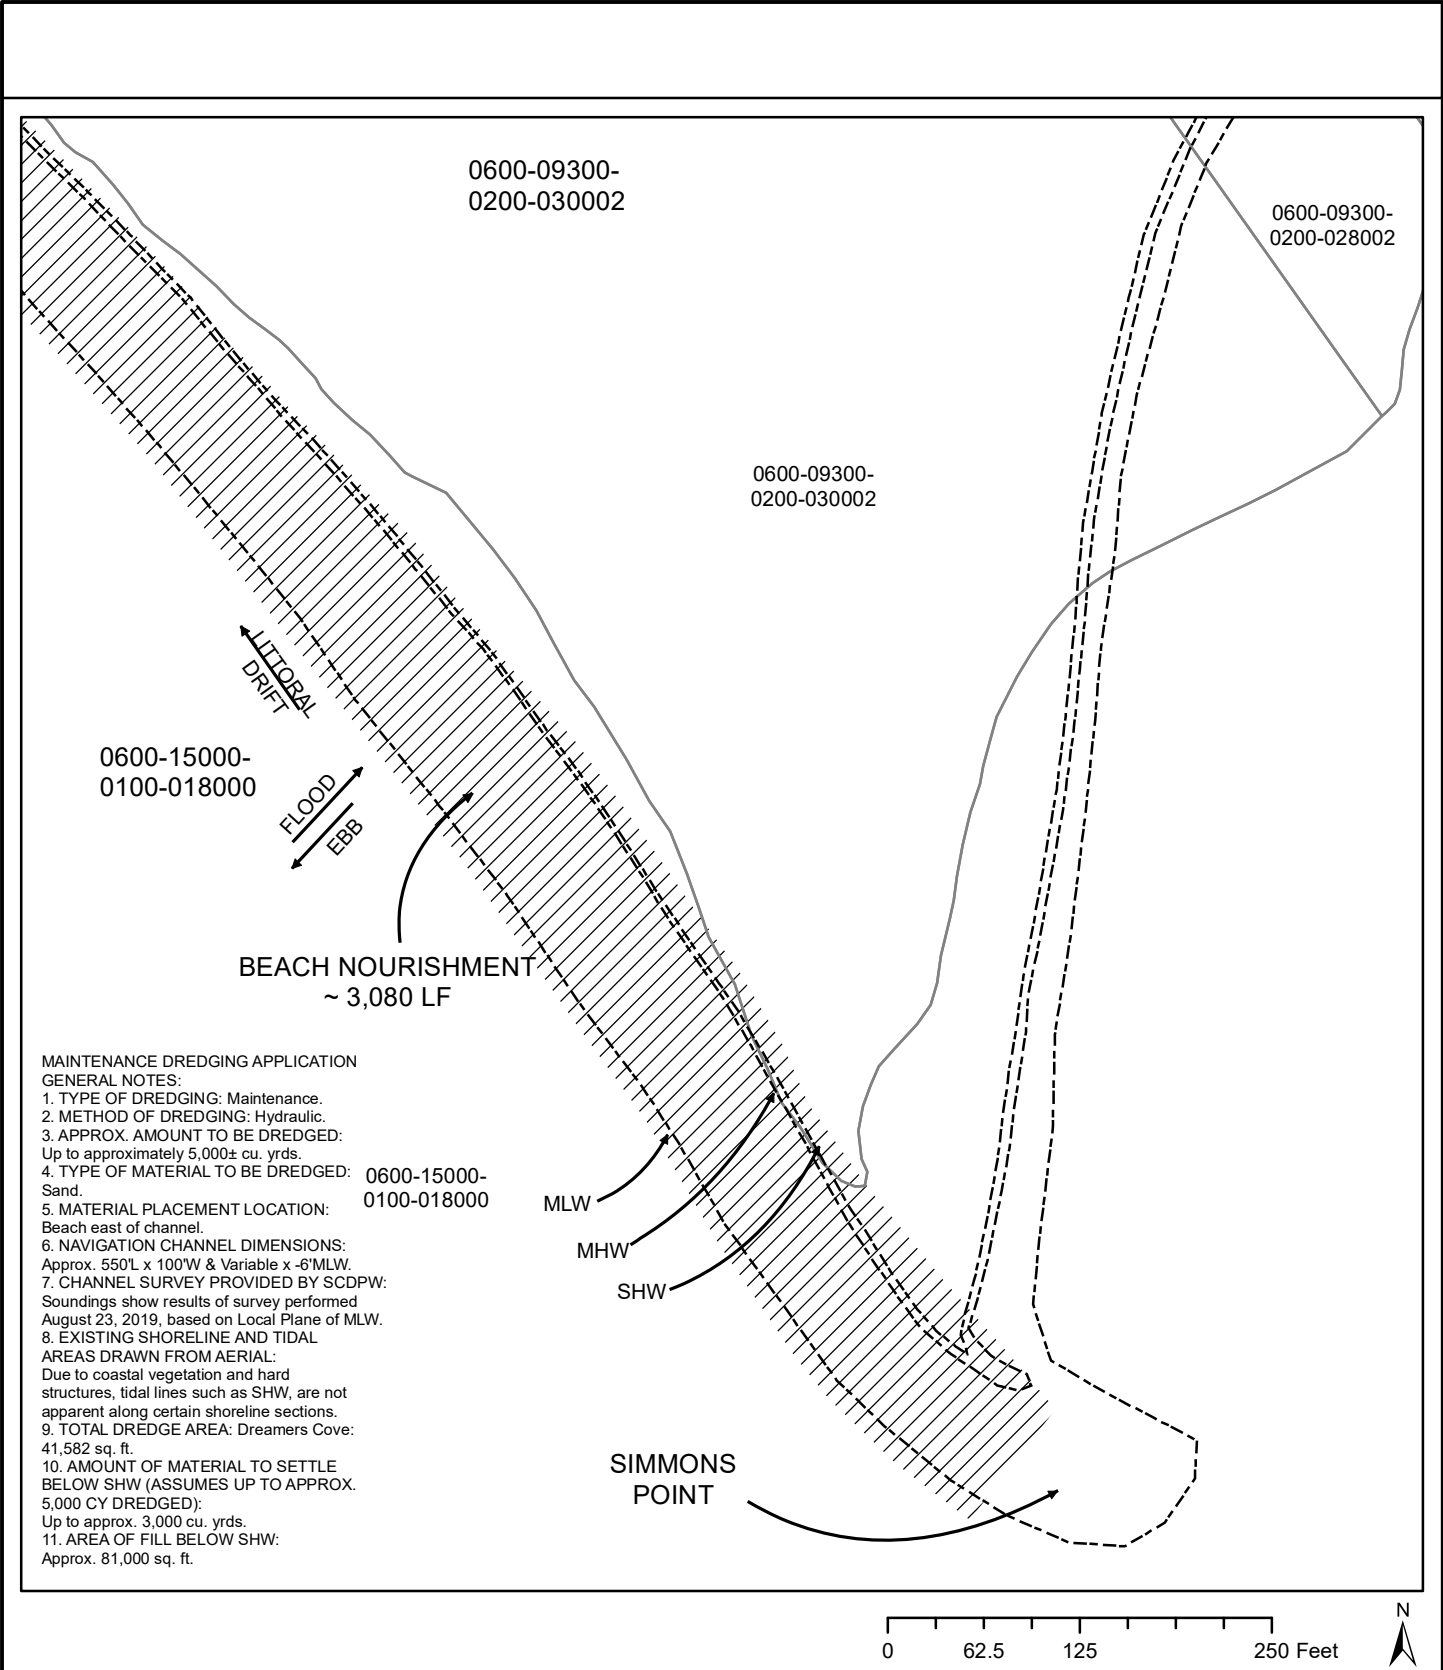 0600-09300-
0200-030002
0600-09300-
0200-028002
0600-09300-
0200-030002
LITTORAL
DRIFT
0600-15000-
0100-018000
FLOOD
EBB
BEACH NOURISHMENT
~ 3,080 LF
MAINTENANCE DREDGING APPLICATION
GENERAL NOTES:
1. TYPE OF DREDGING: Maintenance.
2. METHOD OF DREDGING: Hydraulic.
3. APPROX. AMOUNT TO BE DREDGED:
Up to approximately 5,000± cu. yrds.
4. TYPE OF MATERIAL TO BE DREDGED:
Sand.
5. MATERIAL PLACEMENT LOCATION:
Beach east of channel.
6. NAVIGATION CHANNEL DIMENSIONS:
Approx. 550'L x 100'W & Variable x -6'MLW.
7. CHANNEL SURVEY PROVIDED BY SCDPW:
Soundings show results of survey performed
August 23, 2019, based on Local Plane of MLW.
8. EXISTING SHORELINE AND TIDAL
AREAS DRAWN FROM AERIAL:
Due to coastal vegetation and hard
structures, tidal lines such as SHW, are not
apparent along certain shoreline sections.
9. TOTAL DREDGE AREA: Dreamers Cove:
41,582 sq. ft.
10. AMOUNT OF MATERIAL TO SETTLE
BELOW SHW (ASSUMES UP TO APPROX.
5,000 CY DREDGED):
Up to approx. 3,000 cu. yrds.
11. AREA OF FILL BELOW SHW:
Approx. 81,000 sq. ft.
0600-15000-
0100-018000
MLW
MHW
SHW
SIMMONS
POINT
0 62.5 125 250 Feet
N